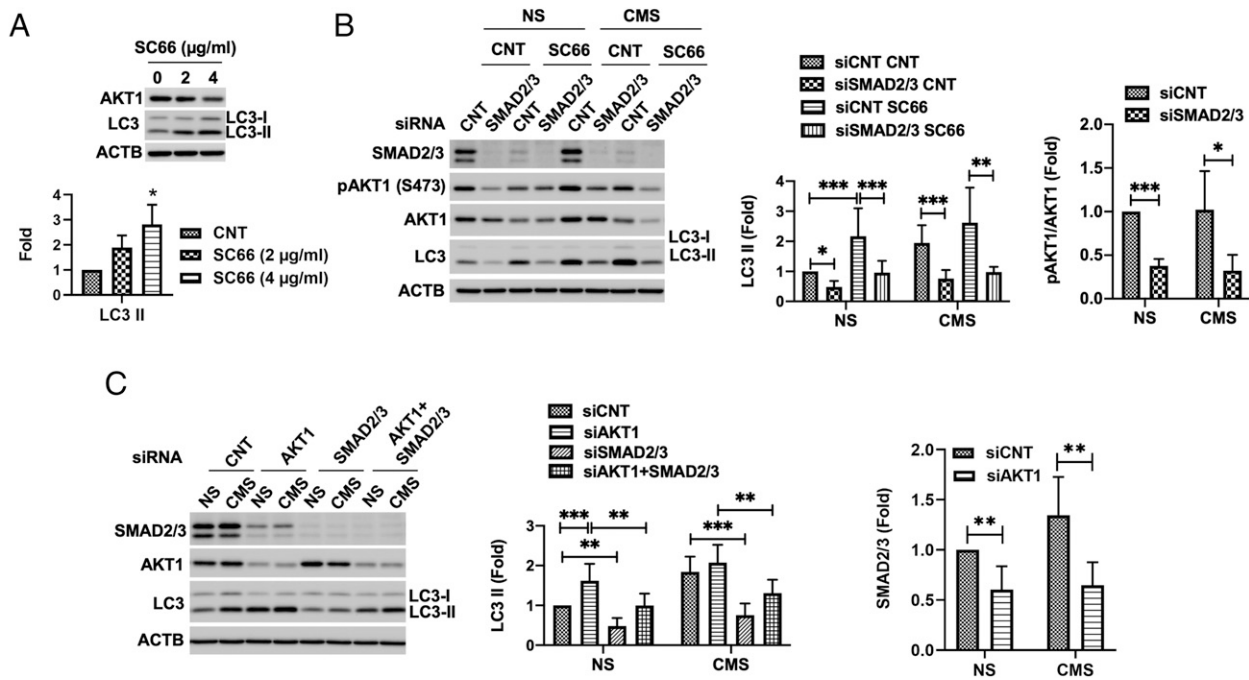 A
SC66 (μg/ml)
0 2 4
AKT1
LC3
LC3-I
LC3-II
ACTB
Fold
4
3
2
1
0
*
LC3 II
CNT
SC66 (2 μg/ml)
SC66 (4 μg/ml)
B
NS CMS
CNT SC66 CNT SC66
siRNA
CNT SMAD2/3 CNT SMAD2/3 CNT SMAD2/3 CNT SMAD2/3
SMAD2/3
pAKT1 (S473)
AKT1
LC3
LC3-I
LC3-II
ACTB
siCNT CNT
siSMAD2/3 CNT
siCNT SC66
siSMAD2/3 SC66
LC3 II (Fold)
4
3
2
1
0
*** ***
*
***
**
NS CMS
siCNT
siSMAD2/3
pAKT1/AKT1 (Fold)
2.0
1.5
1.0
0.5
0.0
***
*
NS CMS
C
siRNA
CNT AKT1 SMAD2/3 AKT1+
SMAD2/3
NS CMS NS CMS NS CMS NS CMS
SMAD2/3
AKT1
LC3
LC3-I
LC3-II
ACTB
siCNT
siAKT1
siSMAD2/3
siAKT1+SMAD2/3
LC3 II (Fold)
3
2
1
0
*** **
**
**
***
NS CMS
siCNT
siAKT1
SMAD2/3 (Fold)
2.0
1.5
1.0
0.5
0.0
**
**
NS CMS